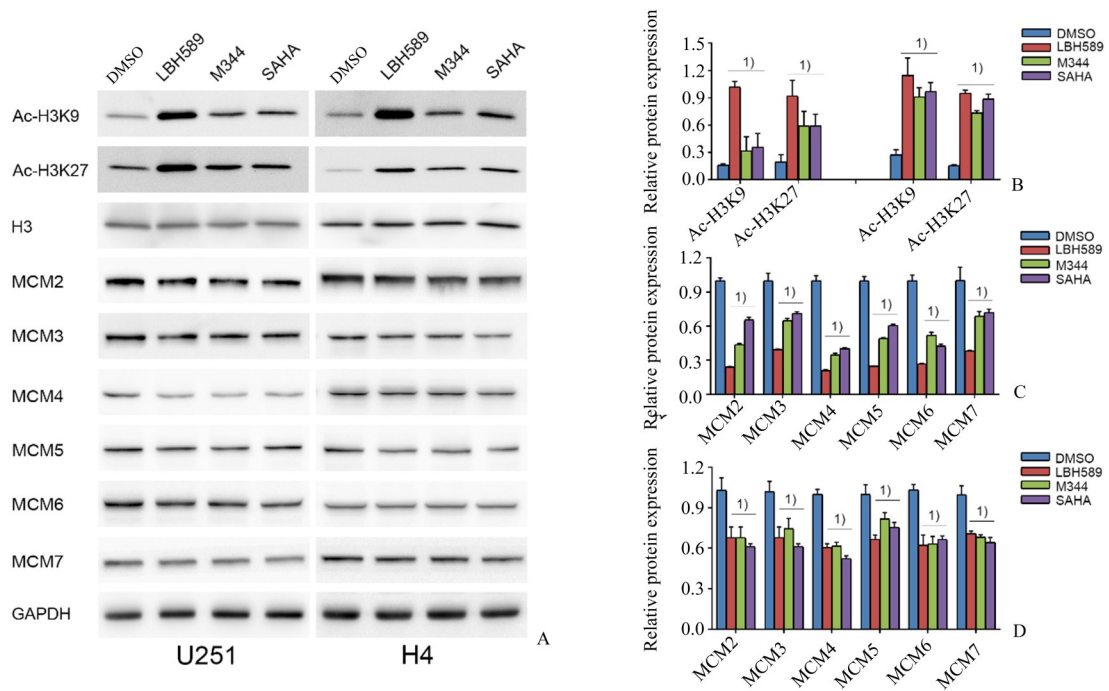 DMSO LBH589 M344 SAHA DMSO LBH589 M344 SAHA
Ac-H3K9
Ac-H3K27
H3
MCM2
MCM3
MCM4
MCM5
MCM6
MCM7
GAPDH
U251 H4
A
Relative protein expression
1.5
1.2
0.9
0.6
0.3
0.0
1) 1) 1) 1)
Ac-H3K9 Ac-H3K27 Ac-H3K9 Ac-H3K27
DMSO
LBH589
M344
SAHA
B
Relative protein expression
1.2
0.9
0.6
0.3
0.0
1) 1) 1) 1) 1) 1)
MCM2 MCM3 MCM4 MCM5 MCM6 MCM7
DMSO
LBH589
M344
SAHA
C
Relative protein expression
1.2
0.9
0.6
0.3
0.0
1) 1) 1) 1) 1) 1)
MCM2 MCM3 MCM4 MCM5 MCM6 MCM7
DMSO
LBH589
M344
SAHA
D